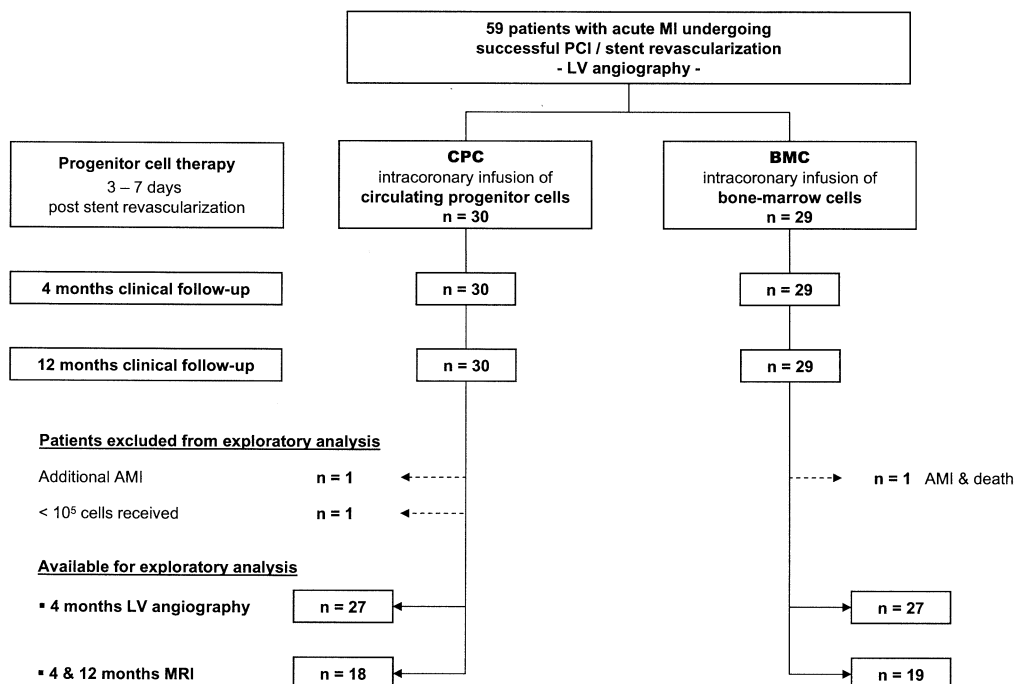 59 patients with acute MI undergoing
successful PCI / stent revascularization
- LV angiography -
Progenitor cell therapy
3 – 7 days
post stent revascularization
CPC
intracoronary infusion of
circulating progenitor cells
n = 30
BMC
intracoronary infusion of
bone-marrow cells
n = 29
4 months clinical follow-up
n = 30
n = 29
12 months clinical follow-up
n = 30
n = 29
Patients excluded from exploratory analysis
Additional AMI n = 1
n = 1 AMI & death
< 10⁵ cells received n = 1
Available for exploratory analysis
▪ 4 months LV angiography n = 27
n = 27
▪ 4 & 12 months MRI n = 18
n = 19